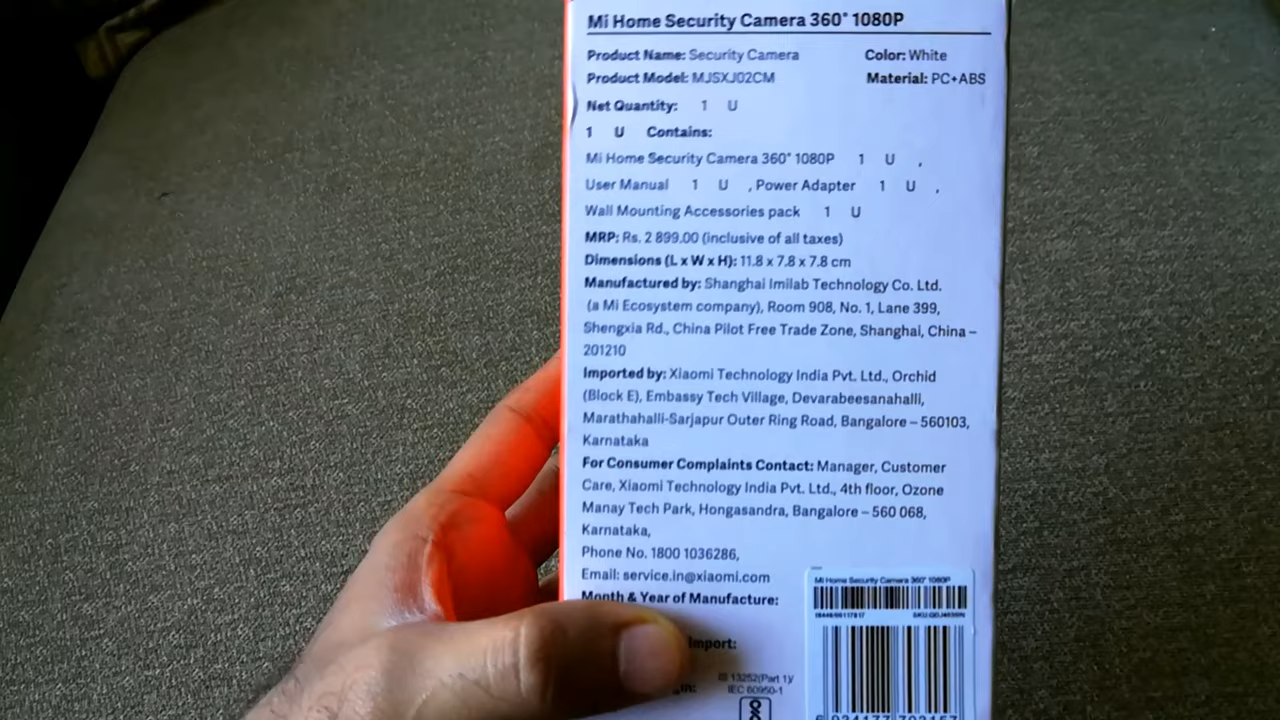 Mi Home Security Camera 360° 1080P
Product Name: Security Camera Color: White
Product Model: MJSXJ02CM Material: PC+ABS
Net Quantity: 1 U
1 U Contains:
Mi Home Security Camera 360° 1080P 1 U ,
User Manual 1 U , Power Adapter 1 U ,
Wall Mounting Accessories pack 1 U
MRP: Rs. 2 899.00 (inclusive of all taxes)
Dimensions (L x W x H): 11.8 x 7.8 x 7.8 cm
Manufactured by: Shanghai Imilab Technology Co. Ltd.
(a Mi Ecosystem company), Room 908, No. 1, Lane 399,
Shengxia Rd., China Pilot Free Trade Zone, Shanghai, China –
201210
Imported by: Xiaomi Technology India Pvt. Ltd., Orchid
(Block E), Embassy Tech Village, Devarabeesanahalli,
Marathahalli-Sarjapur Outer Ring Road, Bangalore – 560103,
Karnataka
For Consumer Complaints Contact: Manager, Customer
Care, Xiaomi Technology India Pvt. Ltd., 4th floor, Ozone
Manay Tech Park, Hongasandra, Bangalore – 560 068,
Karnataka,
Phone No. 1800 1036286,
Email: service.in@xiaomi.com
Month & Year of Manufacture:
Import:
IS 13252(Part 1)/
IEC 60950-1
Mi Home Security Camera 360° 1080P